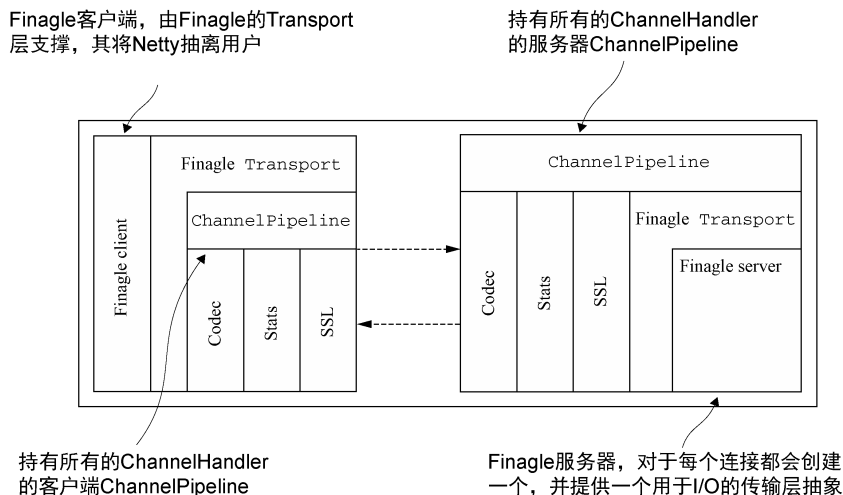 Finagle客户端，由Finagle的Transport
层支撑，其将Netty抽离用户
持有所有的ChannelHandler
的服务器ChannelPipeline
Finagle client
Finagle Transport
ChannelPipeline
Codec
Stats
SSL
ChannelPipeline
Codec
Stats
SSL
Finagle Transport
Finagle server
持有所有的ChannelHandler
的客户端ChannelPipeline
Finagle服务器，对于每个连接都会创建
一个，并提供一个用于I/O的传输层抽象